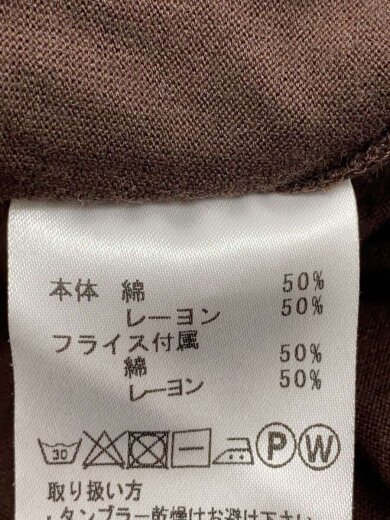 本体 綿 50%
レーヨン 50%
フライス付属
綿 50%
レーヨン 50%
30 P W
取り扱い方
・タンブラー乾燥はお避け下さい